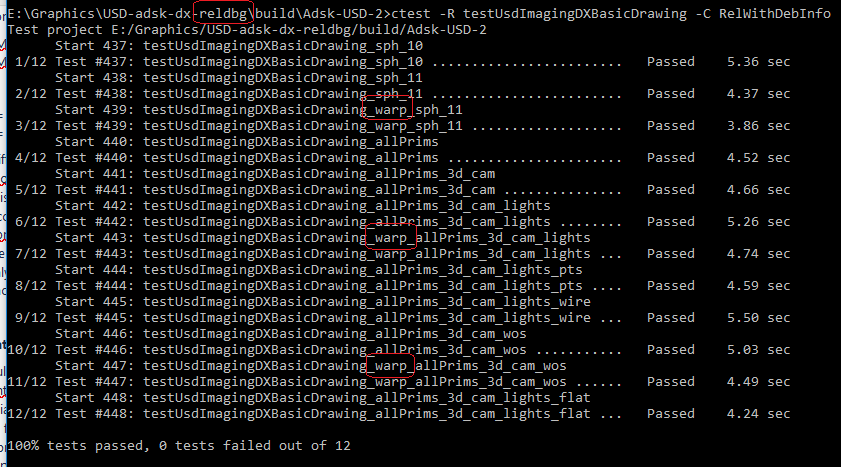 E:\Graphics\USD-adsk-dx-reldbg\build\Adsk-USD-2>ctest -R testUsdImagingDXBasicDrawing -C RelWithDebInfo
Test project E:/Graphics/USD-adsk-dx-reldbg/build/Adsk-USD-2
Start 437: testUsdImagingDXBasicDrawing_sph_10
1/12 Test #437: testUsdImagingDXBasicDrawing_sph_10 ........................ Passed 5.36 sec
Start 438: testUsdImagingDXBasicDrawing_sph_11
2/12 Test #438: testUsdImagingDXBasicDrawing_sph_11 ........................ Passed 4.37 sec
Start 439: testUsdImagingDXBasicDrawing_warp_sph_11
3/12 Test #439: testUsdImagingDXBasicDrawing_warp_sph_11 ................... Passed 3.86 sec
Start 440: testUsdImagingDXBasicDrawing_allPrims
4/12 Test #440: testUsdImagingDXBasicDrawing_allPrims ...................... Passed 4.52 sec
Start 441: testUsdImagingDXBasicDrawing_allPrims_3d_cam
5/12 Test #441: testUsdImagingDXBasicDrawing_allPrims_3d_cam ............... Passed 4.66 sec
Start 442: testUsdImagingDXBasicDrawing_allPrims_3d_cam_lights
6/12 Test #442: testUsdImagingDXBasicDrawing_allPrims_3d_cam_lights ........ Passed 5.26 sec
Start 443: testUsdImagingDXBasicDrawing_warp_allPrims_3d_cam_lights
7/12 Test #443: testUsdImagingDXBasicDrawing_warp_allPrims_3d_cam_lights ... Passed 4.74 sec
Start 444: testUsdImagingDXBasicDrawing_allPrims_3d_cam_lights_pts
8/12 Test #444: testUsdImagingDXBasicDrawing_allPrims_3d_cam_lights_pts .... Passed 4.59 sec
Start 445: testUsdImagingDXBasicDrawing_allPrims_3d_cam_lights_wire
9/12 Test #445: testUsdImagingDXBasicDrawing_allPrims_3d_cam_lights_wire ... Passed 5.50 sec
Start 446: testUsdImagingDXBasicDrawing_allPrims_3d_cam_wos
10/12 Test #446: testUsdImagingDXBasicDrawing_allPrims_3d_cam_wos ........... Passed 5.03 sec
Start 447: testUsdImagingDXBasicDrawing_warp_allPrims_3d_cam_wos
11/12 Test #447: testUsdImagingDXBasicDrawing_warp_allPrims_3d_cam_wos ...... Passed 4.49 sec
Start 448: testUsdImagingDXBasicDrawing_allPrims_3d_cam_lights_flat
12/12 Test #448: testUsdImagingDXBasicDrawing_allPrims_3d_cam_lights_flat ... Passed 4.24 sec
100% tests passed, 0 tests failed out of 12